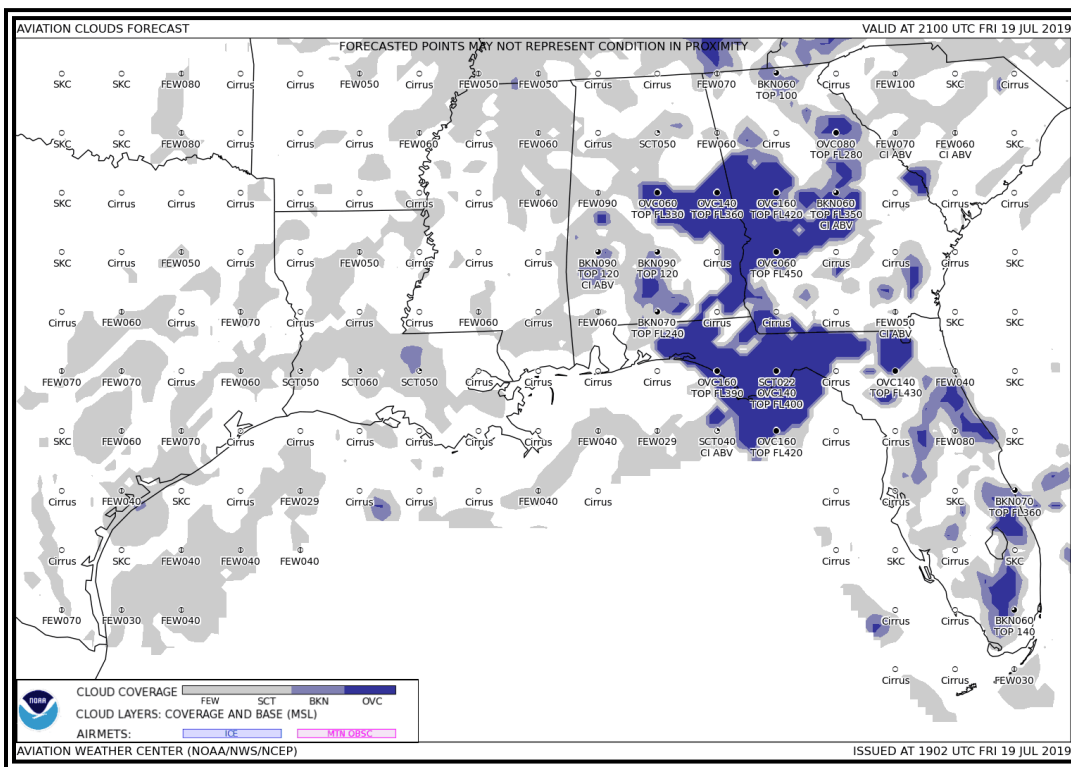 AVIATION CLOUDS FORECAST VALID AT 2100 UTC FRI 19 JUL 2019
FORECASTED POINTS MAY NOT REPRESENT CONDITION IN PROXIMITY
SKC SKC FEW080 Cirrus Cirrus FEW050 Cirrus FEW050 FEW050 Cirrus Cirrus FEW070 BKN060 Cirrus FEW100 SKC Cirrus
TOP 100
SKC SKC FEW080 Cirrus Cirrus Cirrus FEW060 Cirrus FEW060 Cirrus SCT050 FEW060 Cirrus OVC080 FEW070 FEW060 SKC
TOP FL280 CI ABV CI ABV
SKC Cirrus Cirrus Cirrus Cirrus Cirrus Cirrus Cirrus FEW060 FEW090 OVC060 OVC140 OVC160 BKN060 Cirrus Cirrus Cirrus
TOP FL330 TOP FL360 TOP FL420 TOP FL350
CI ABV
SKC Cirrus FEW050 Cirrus Cirrus FEW050 Cirrus Cirrus Cirrus BKN090 BKN090 Cirrus OVC060 Cirrus Cirrus Cirrus SKC
TOP 120 TOP 120 TOP FL450
CI ABV
Cirrus FEW060 Cirrus FEW070 Cirrus Cirrus Cirrus FEW060 Cirrus FEW060 BKN070 Cirrus Cirrus Cirrus FEW050 SKC SKC
TOP FL240 CI ABV
FEW070 FEW070 Cirrus FEW060 SCT050 SCT060 SCT050 Cirrus Cirrus Cirrus Cirrus OVC160 SCT022 Cirrus OVC140 FEW040 SKC
TOP FL390 OVC140 TOP FL430
TOP FL400
SKC FEW060 FEW070 Cirrus Cirrus Cirrus Cirrus Cirrus Cirrus FEW040 FEW029 SCT040 OVC160 Cirrus Cirrus FEW080 SKC
CI ABV TOP FL420
Cirrus FEW040 SKC Cirrus FEW029 Cirrus Cirrus Cirrus FEW040 Cirrus Cirrus Cirrus SKC BKN070
TOP FL360
Cirrus SKC FEW040 FEW040 FEW040 Cirrus SKC Cirrus SKC
FEW070 FEW030 FEW040 Cirrus Cirrus BKN060
TOP 140
Cirrus Cirrus FEW030
NOAA
CLOUD COVERAGE
FEW SCT BKN OVC
CLOUD LAYERS: COVERAGE AND BASE (MSL)
AIRMETS: ICE MTN OBSC
AVIATION WEATHER CENTER (NOAA/NWS/NCEP) ISSUED AT 1902 UTC FRI 19 JUL 2019